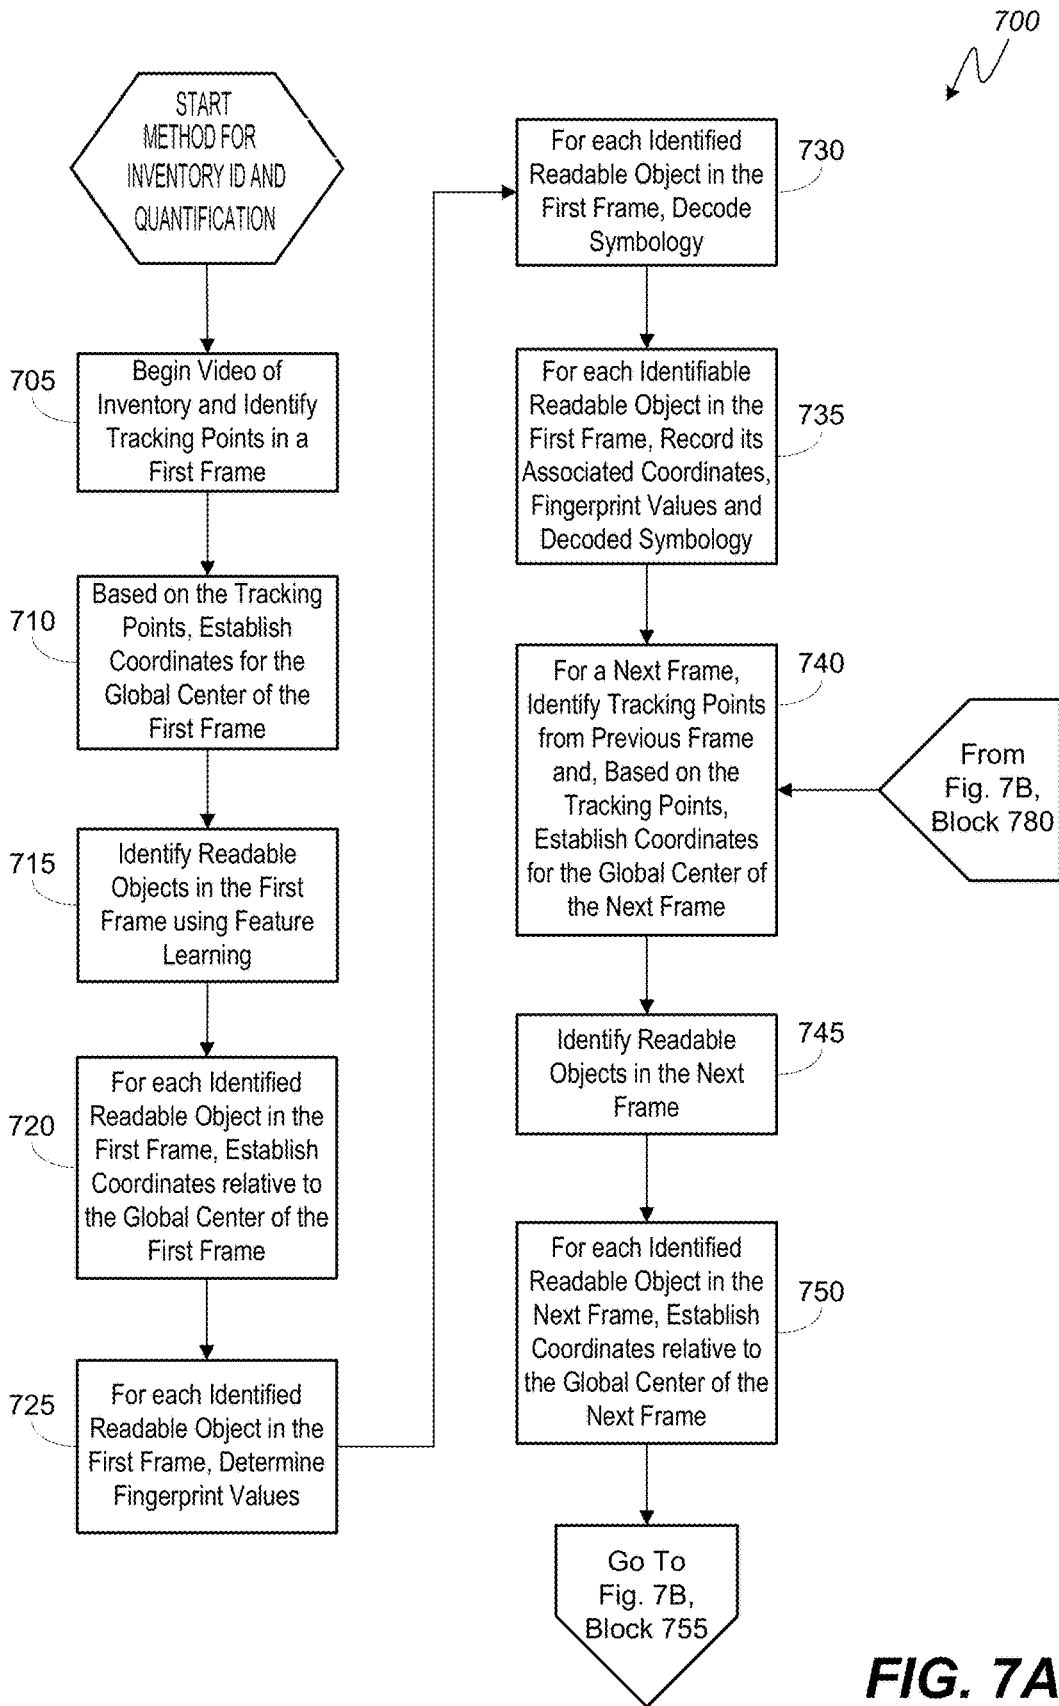 700
START
METHOD FOR
INVENTORY ID AND
QUANTIFICATION
705
Begin Video of
Inventory and Identify
Tracking Points in a
First Frame
710
Based on the Tracking
Points, Establish
Coordinates for the
Global Center of the
First Frame
715
Identify Readable
Objects in the First
Frame using Feature
Learning
720
For each Identified
Readable Object in the
First Frame, Establish
Coordinates relative to
the Global Center of the
First Frame
725
For each Identified
Readable Object in the
First Frame, Determine
Fingerprint Values
730
For each Identified
Readable Object in the
First Frame, Decode
Symbology
735
For each Identifiable
Readable Object in the
First Frame, Record its
Associated Coordinates,
Fingerprint Values and
Decoded Symbology
740
For a Next Frame,
Identify Tracking Points
from Previous Frame
and, Based on the
Tracking Points,
Establish Coordinates
for the Global Center of
the Next Frame
From
Fig. 7B,
Block 780
745
Identify Readable
Objects in the Next
Frame
750
For each Identified
Readable Object in the
Next Frame, Establish
Coordinates relative to
the Global Center of the
Next Frame
Go To
Fig. 7B,
Block 755
FIG. 7A